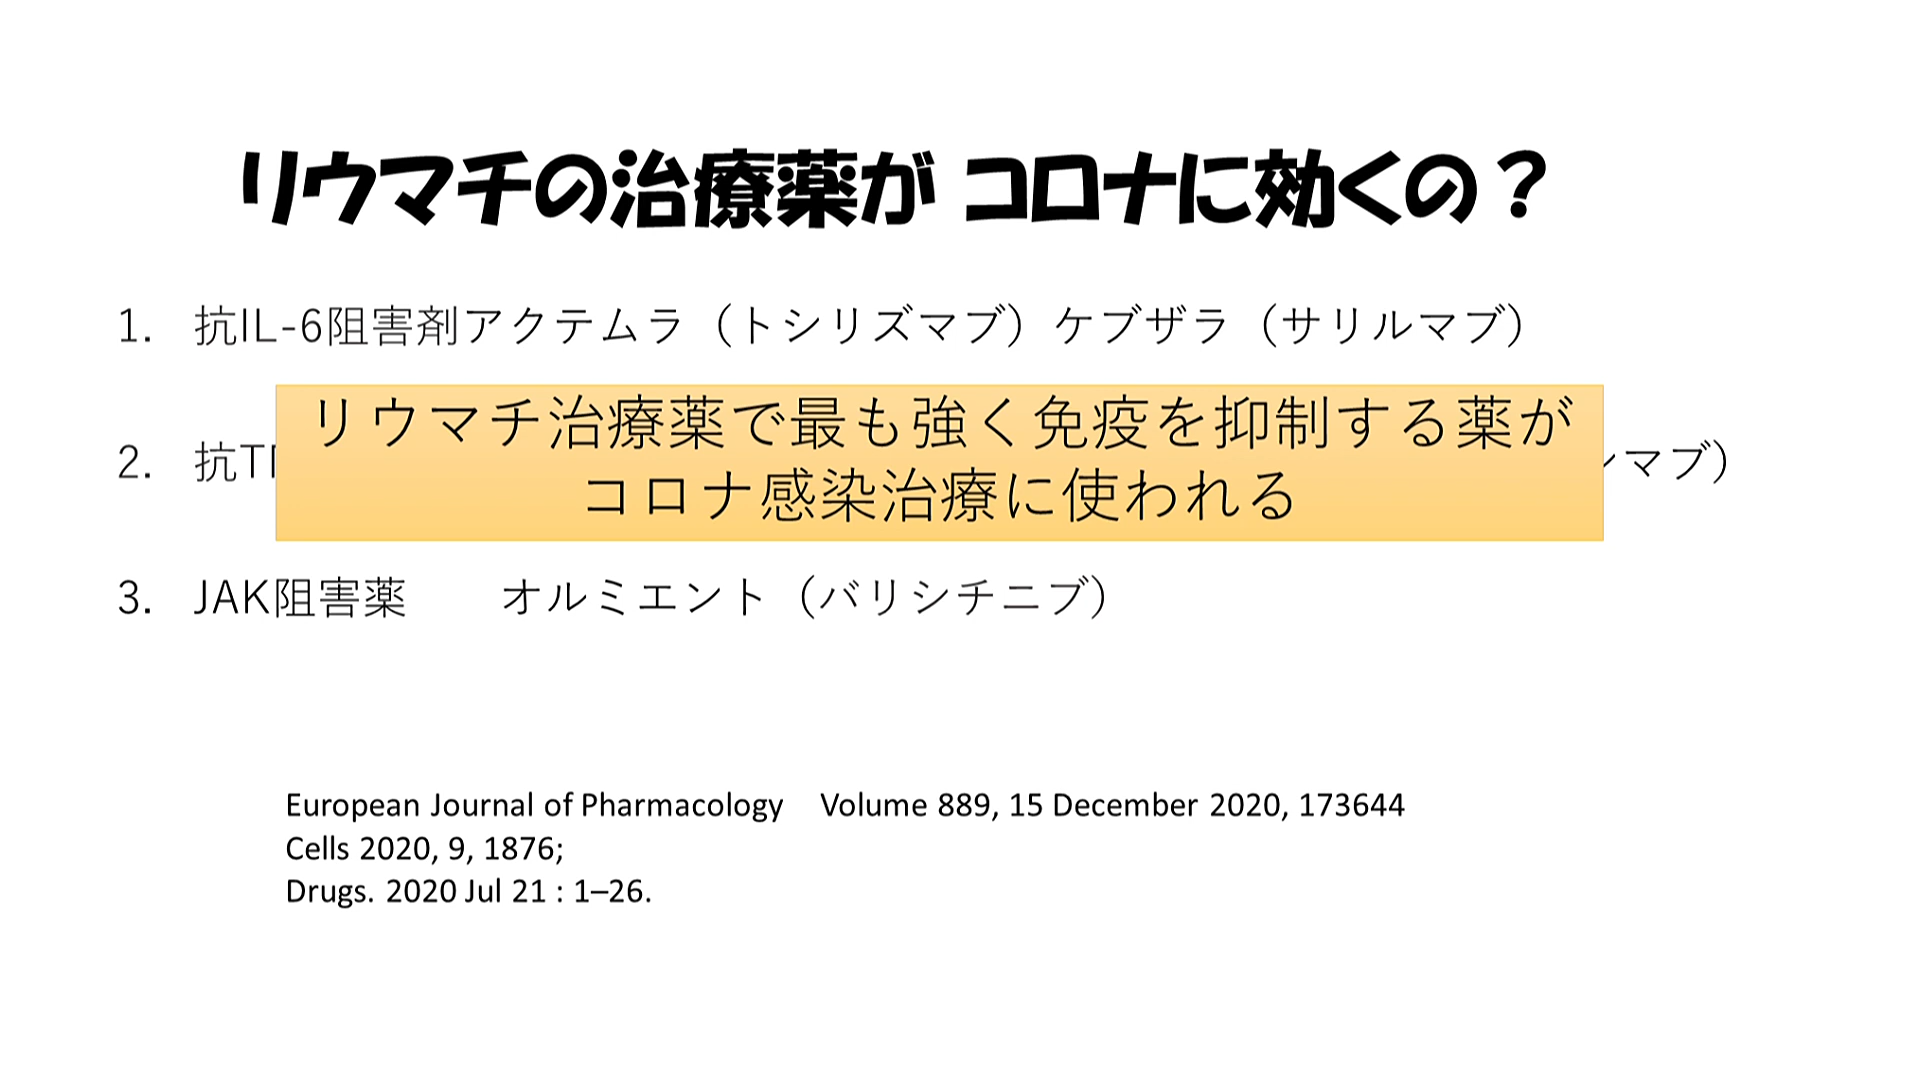 リウマチの治療薬が コロナに効くの？
1. 抗IL-6阻害剤アクテムラ（トシリズマブ）ケブザラ（サリルマブ）
リウマチ治療薬で最も強く免疫を抑制する薬が
コロナ感染治療に使われる
2. 抗T マブ）
3. JAK阻害薬 オルミエント（バリシチニブ）
European Journal of Pharmacology Volume 889, 15 December 2020, 173644
Cells 2020, 9, 1876;
Drugs. 2020 Jul 21 : 1–26.